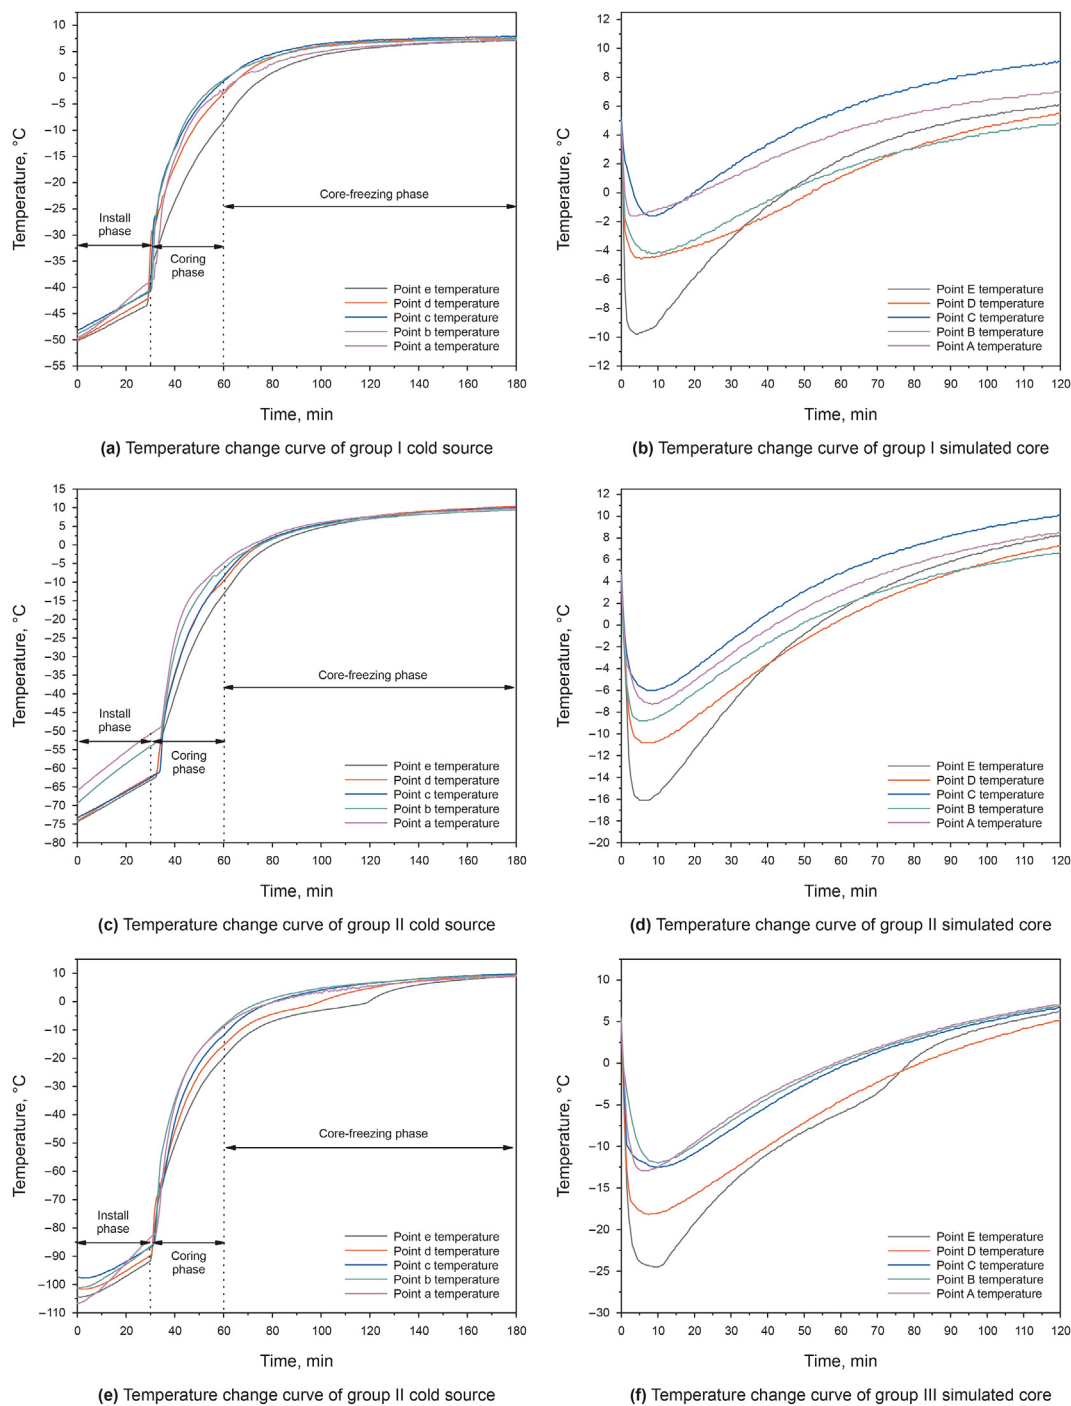 10
5
0
−5
−10
−15
−20
−25
−30
−35
−40
−45
−50
−55
Temperature, °C
Install
phase
Coring
phase
Core-freezing phase
Point e temperature
Point d temperature
Point c temperature
Point b temperature
Point a temperature
0 20 40 60 80 100 120 140 160 180
Time, min
(a) Temperature change curve of group I cold source
12
10
8
6
4
2
0
−2
−4
−6
−8
−10
−12
Temperature, °C
Point E temperature
Point D temperature
Point C temperature
Point B temperature
Point A temperature
0 10 20 30 40 50 60 70 80 90 100 110 120
Time, min
(b) Temperature change curve of group I simulated core
15
10
5
0
−5
−10
−15
−20
−25
−30
−35
−40
−45
−50
−55
−60
−65
−70
−75
−80
Temperature, °C
Install
phase
Coring
phase
Core-freezing phase
Point e temperature
Point d temperature
Point c temperature
Point b temperature
Point a temperature
0 20 40 60 80 100 120 140 160 180
Time, min
(c) Temperature change curve of group II cold source
12
10
8
6
4
2
0
−2
−4
−6
−8
−10
−12
−14
−16
−18
−20
Temperature, °C
Point E temperature
Point D temperature
Point C temperature
Point B temperature
Point A temperature
0 10 20 30 40 50 60 70 80 90 100 110 120
Time, min
(d) Temperature change curve of group II simulated core
10
0
−10
−20
−30
−40
−50
−60
−70
−80
−90
−100
−110
Temperature, °C
Install
phase
Coring
phase
Core-freezing phase
Point e temperature
Point d temperature
Point c temperature
Point b temperature
Point a temperature
0 20 40 60 80 100 120 140 160 180
Time, min
(e) Temperature change curve of group II cold source
10
5
0
−5
−10
−15
−20
−25
−30
Temperature, °C
Point E temperature
Point D temperature
Point C temperature
Point B temperature
Point A temperature
0 10 20 30 40 50 60 70 80 90 100 110 120
Time, min
(f) Temperature change curve of group III simulated core